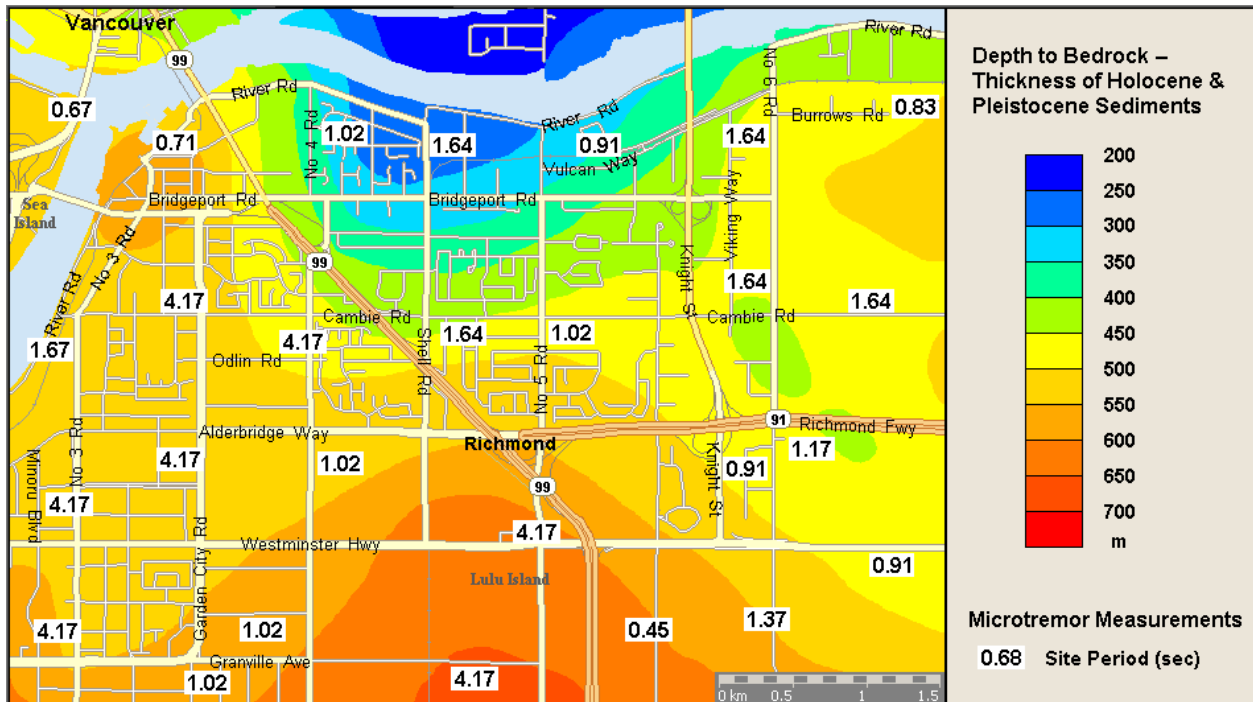 Vancouver
River Rd
99
River Rd
No 6 Rd
0.67
River Rd
Burrows Rd
0.83
0.71
No 4 Rd
1.02
1.64
0.91
1.64
Vulcan Way
Sea
Island
Bridgeport Rd
Bridgeport Rd
Viking Way
No 3 Rd
99
Knight St
River Rd
4.17
1.64
1.64
Cambie Rd
Cambie Rd
1.67
4.17
1.64
1.02
Odlin Rd
Shell Rd
No 5 Rd
Alderbridge Way
Richmond
91
Richmond Fwy
No 3 Rd
Minoru Blvd
4.17
1.02
0.91
1.17
Knight St
99
4.17
4.17
Westminster Hwy
Lulu Island
0.91
Garden City Rd
4.17
1.02
0.45
1.37
Granville Ave
1.02
4.17
0 km 0.5 1 1.5
Depth to Bedrock –
Thickness of Holocene &
Pleistocene Sediments
200
250
300
350
400
450
500
550
600
650
700
m
Microtremor Measurements
0.68 Site Period (sec)